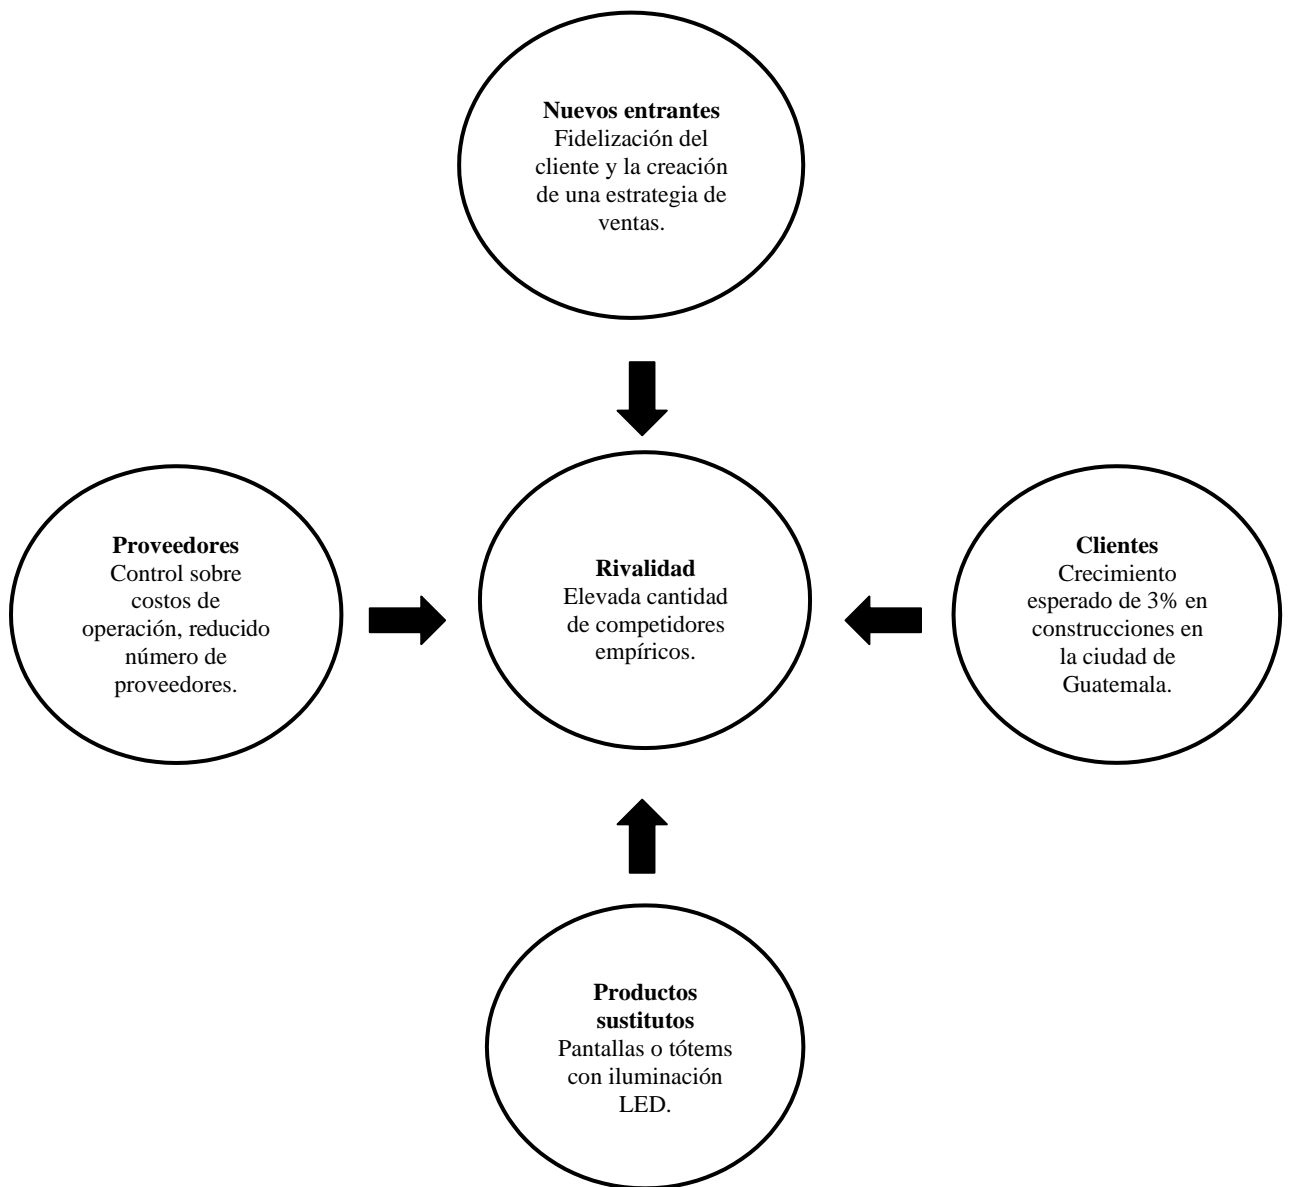 Nuevos entrantes
Fidelización del
cliente y la creación
de una estrategia de
ventas.
Proveedores
Control sobre
costos de
operación, reducido
número de
proveedores.
Rivalidad
Elevada cantidad
de competidores
empíricos.
Clientes
Crecimiento
esperado de 3% en
construcciones en
la ciudad de
Guatemala.
Productos
sustitutos
Pantallas o tótems
con iluminación
LED.